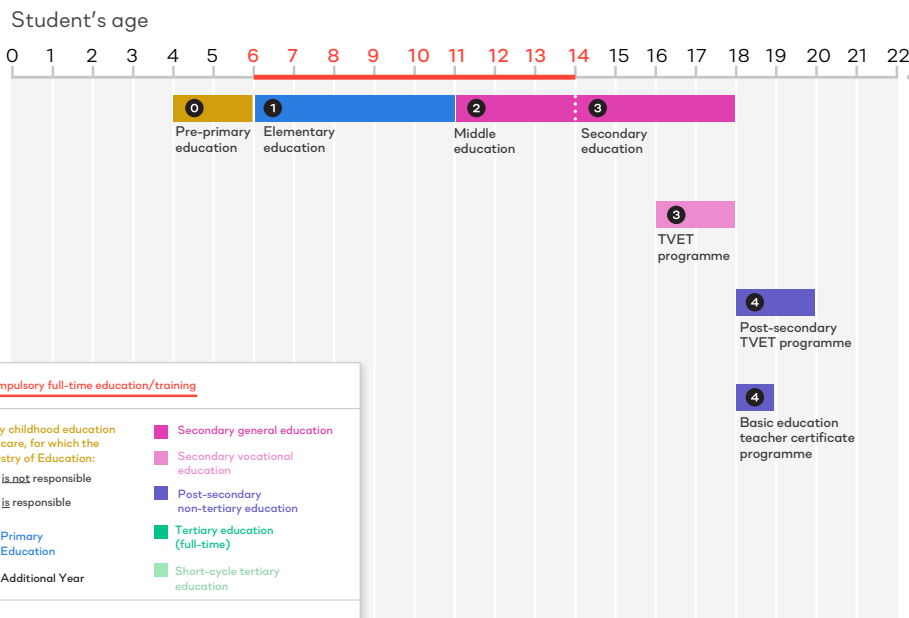 Student's age
0 1 2 3 4 5 6 7 8 9 10 11 12 13 14 15 16 17 18 19 20 21 22
0 1 2 3
Pre-primary
education
Elementary
education
Middle
education
Secondary
education
3
TVET
programme
4
Post-secondary
TVET programme
4
Basic education
teacher certificate
programme
mpulsory full-time education/training
y childhood education
care, for which the
stry of Education:
is not responsible
is responsible
Primary
Education
Additional Year
Secondary general education
Secondary vocational
education
Post-secondary
non-tertiary education
Tertiary education
(full-time)
Short-cycle tertiary
education